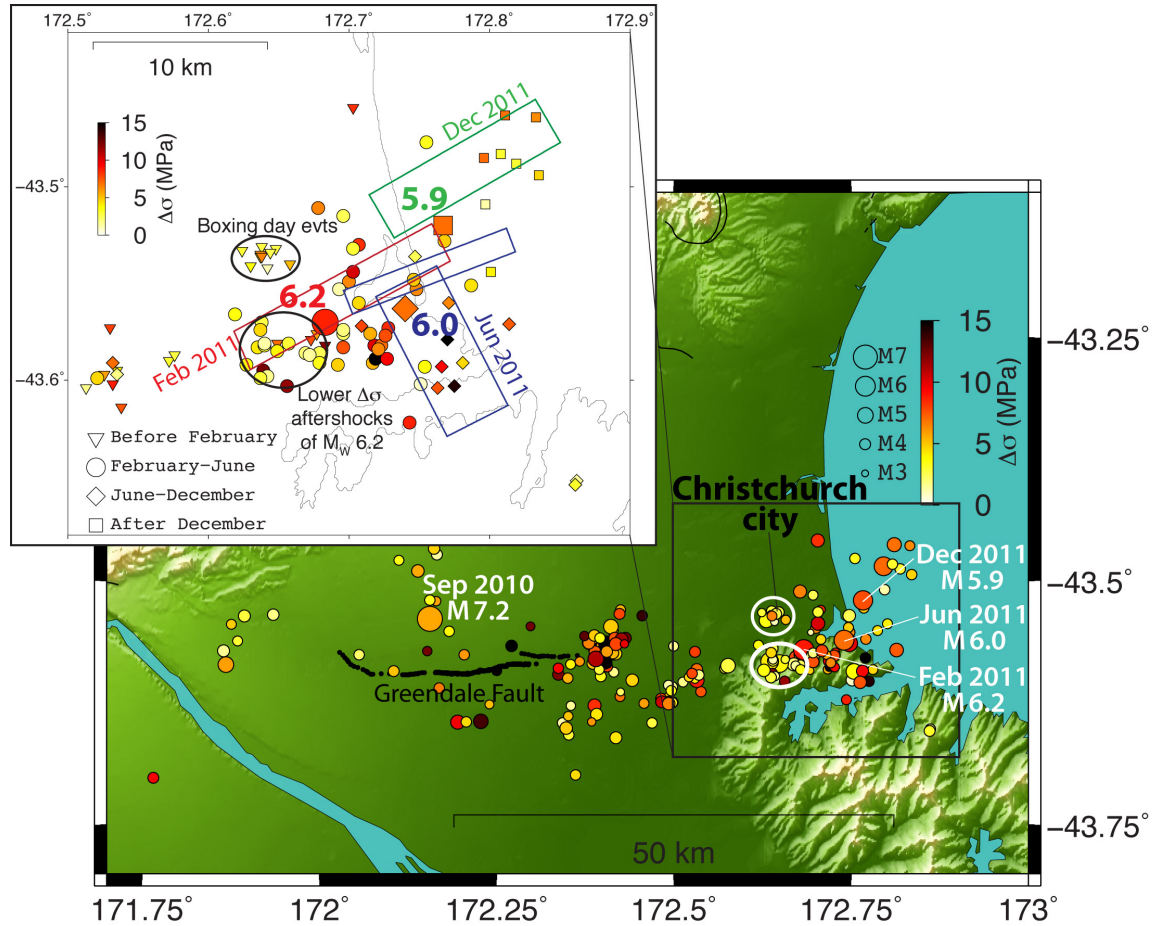 172.5° 172.6° 172.7° 172.8° 172.9°
10 km
15
10
5
0
Δσ (MPa)
−43.5°
−43.6°
Dec 2011
5.9
Boxing day evts
6.2
Feb 2011
6.0
Jun 2011
Lower Δσ
aftershocks
of MW 6.2
Before February
February−June
June−December
After December
M7
M6
M5
M4
M3
15
10
5
0
Δσ (MPa)
Christchurch
city
Sep 2010
M 7.2
Greendale Fault
Dec 2011
M 5.9
Jun 2011
M 6.0
Feb 2011
M 6.2
50 km
−43.25°
−43.5°
−43.75°
171.75° 172° 172.25° 172.5° 172.75° 173°